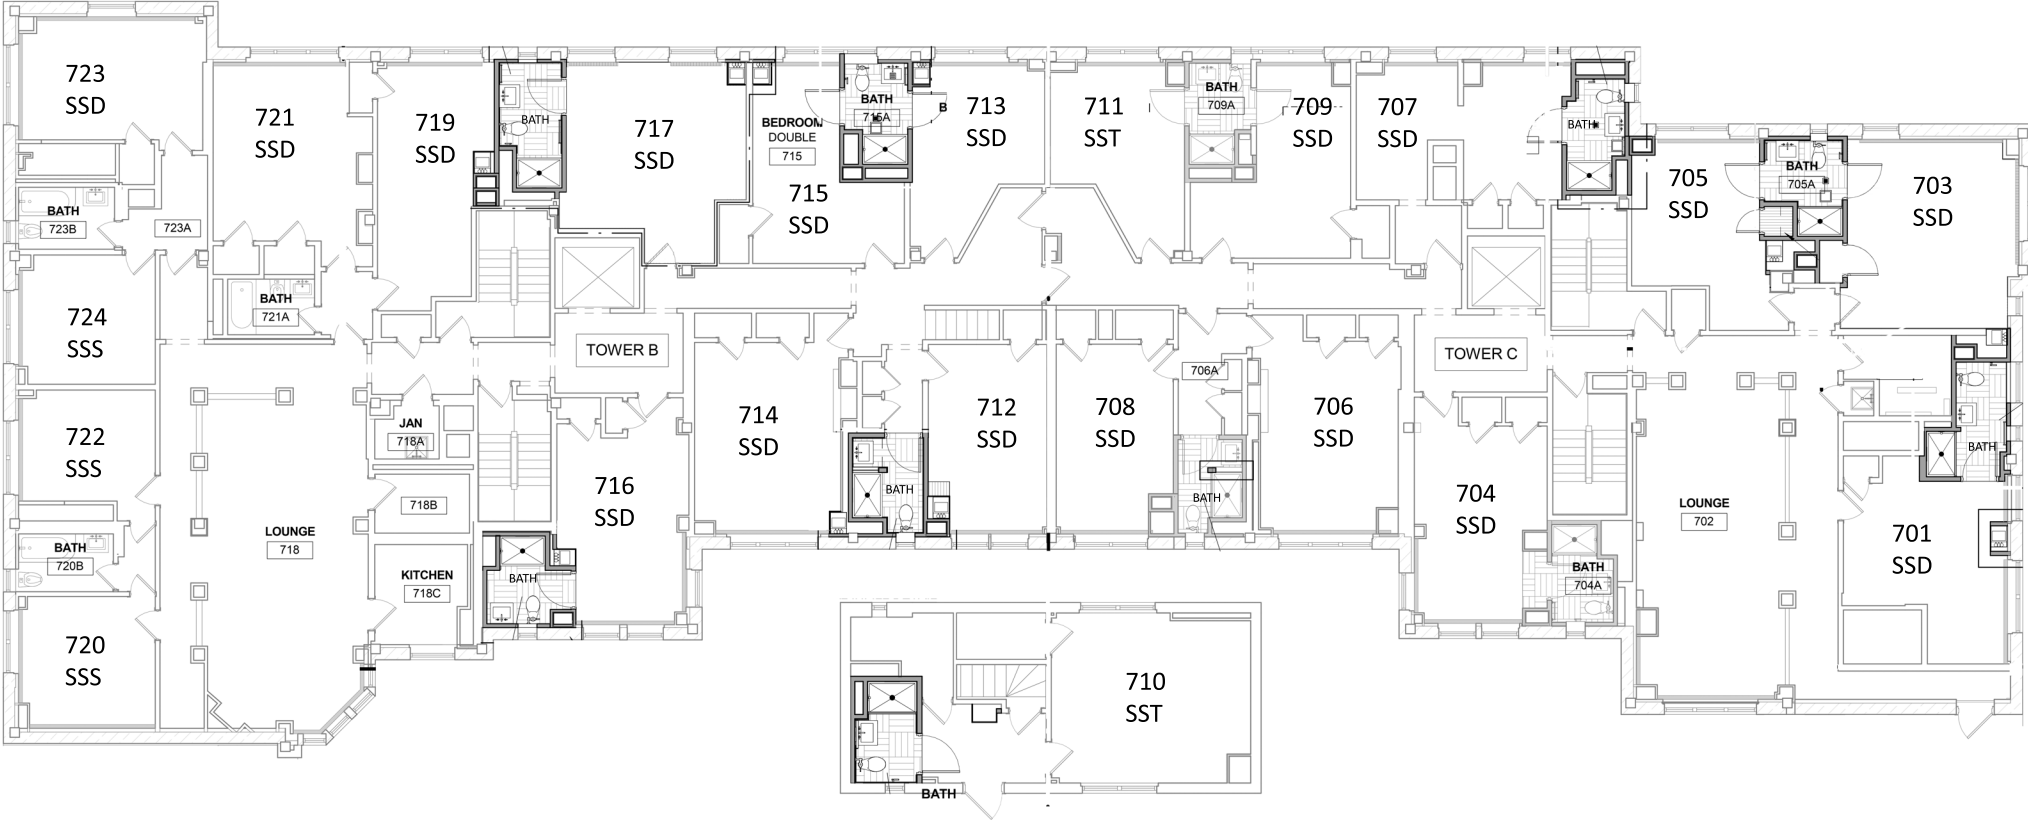 723
SSD
721
SSD
719
SSD
BATH
717
SSD
BEDROOM
DOUBLE
715
715
SSD
BATH
715A
B
713
SSD
711
SST
BATH
709A
709
SSD
707
SSD
BATH
705
SSD
BATH
705A
703
SSD
BATH
723B
723A
724
SSS
BATH
721A
TOWER B
TOWER C
722
SSS
JAN
718A
718B
716
SSD
714
SSD
BATH
712
SSD
708
SSD
706A
BATH
706
SSD
704
SSD
LOUNGE
702
BATH
701
SSD
LOUNGE
718
BATH
720B
KITCHEN
718C
BATH
BATH
704A
720
SSS
710
SST
BATH